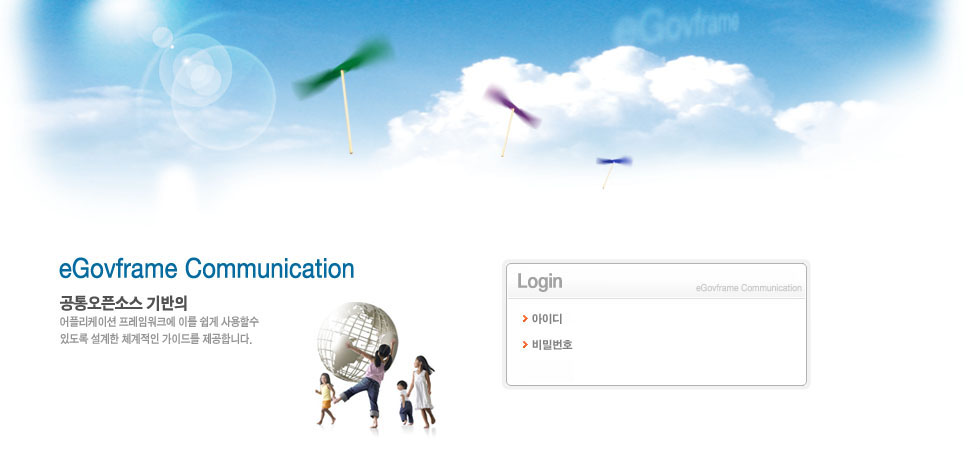 eGovframe
eGovframe Communication
공통오픈소스 기반의
어플리케이션 프레임워크에 이를 쉽게 사용할수
있도록 설계한 체계적인 가이드를 제공합니다.
Login
eGovframe Communication
아이디
비밀번호